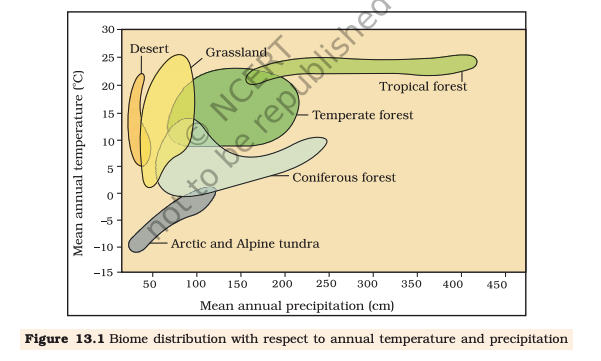 30
25
20
15
10
5
0
−5
−10
−15
Mean annual temperature (°C)
Desert
Grassland
Tropical forest
Temperate forest
Coniferous forest
Arctic and Alpine tundra
© NCERT
not to be republished
50 100 150 200 250 300 350 400 450
Mean annual precipitation (cm)
Figure 13.1 Biome distribution with respect to annual temperature and precipitation